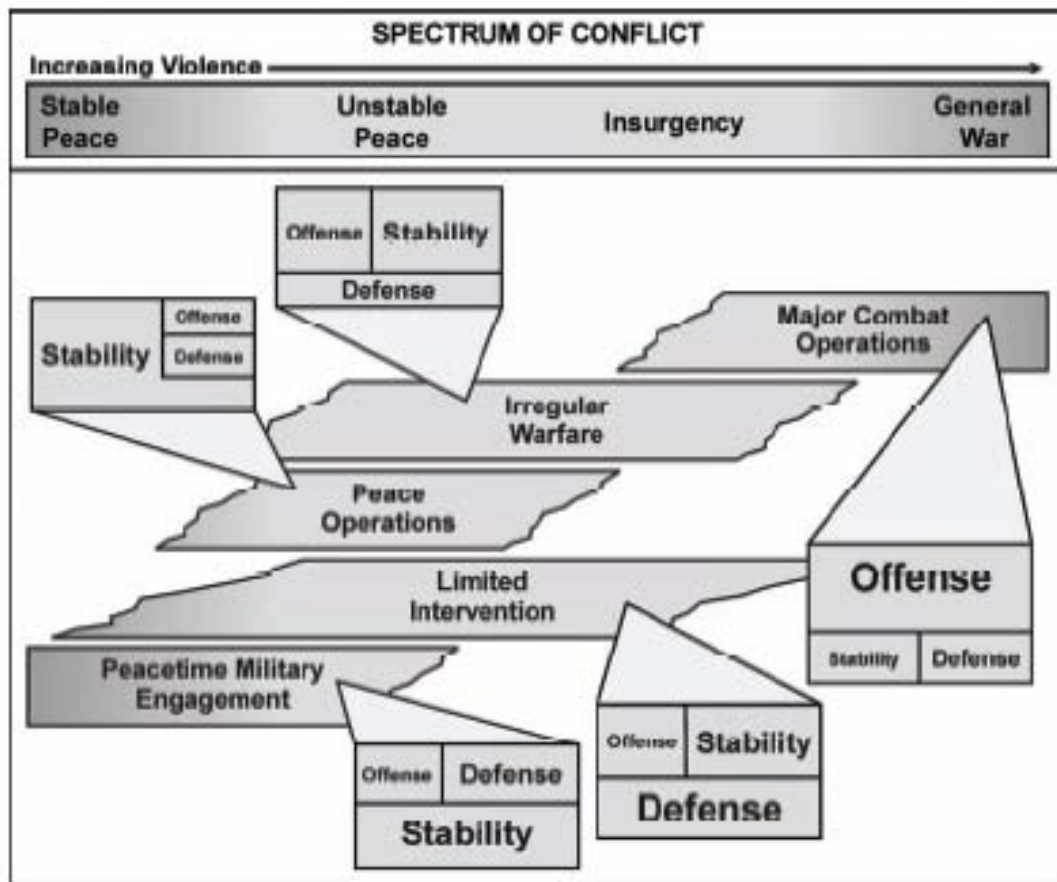 SPECTRUM OF CONFLICT
Increasing Violence
Stable
Peace
Unstable
Peace
Insurgency
General
War
Offense
Stability
Defense
Stability
Offense
Defense
Major Combat
Operations
Irregular
Warfare
Peace
Operations
Limited
Intervention
Offense
Stability
Defense
Peacetime Military
Engagement
Offense
Defense
Stability
Offense
Stability
Defense